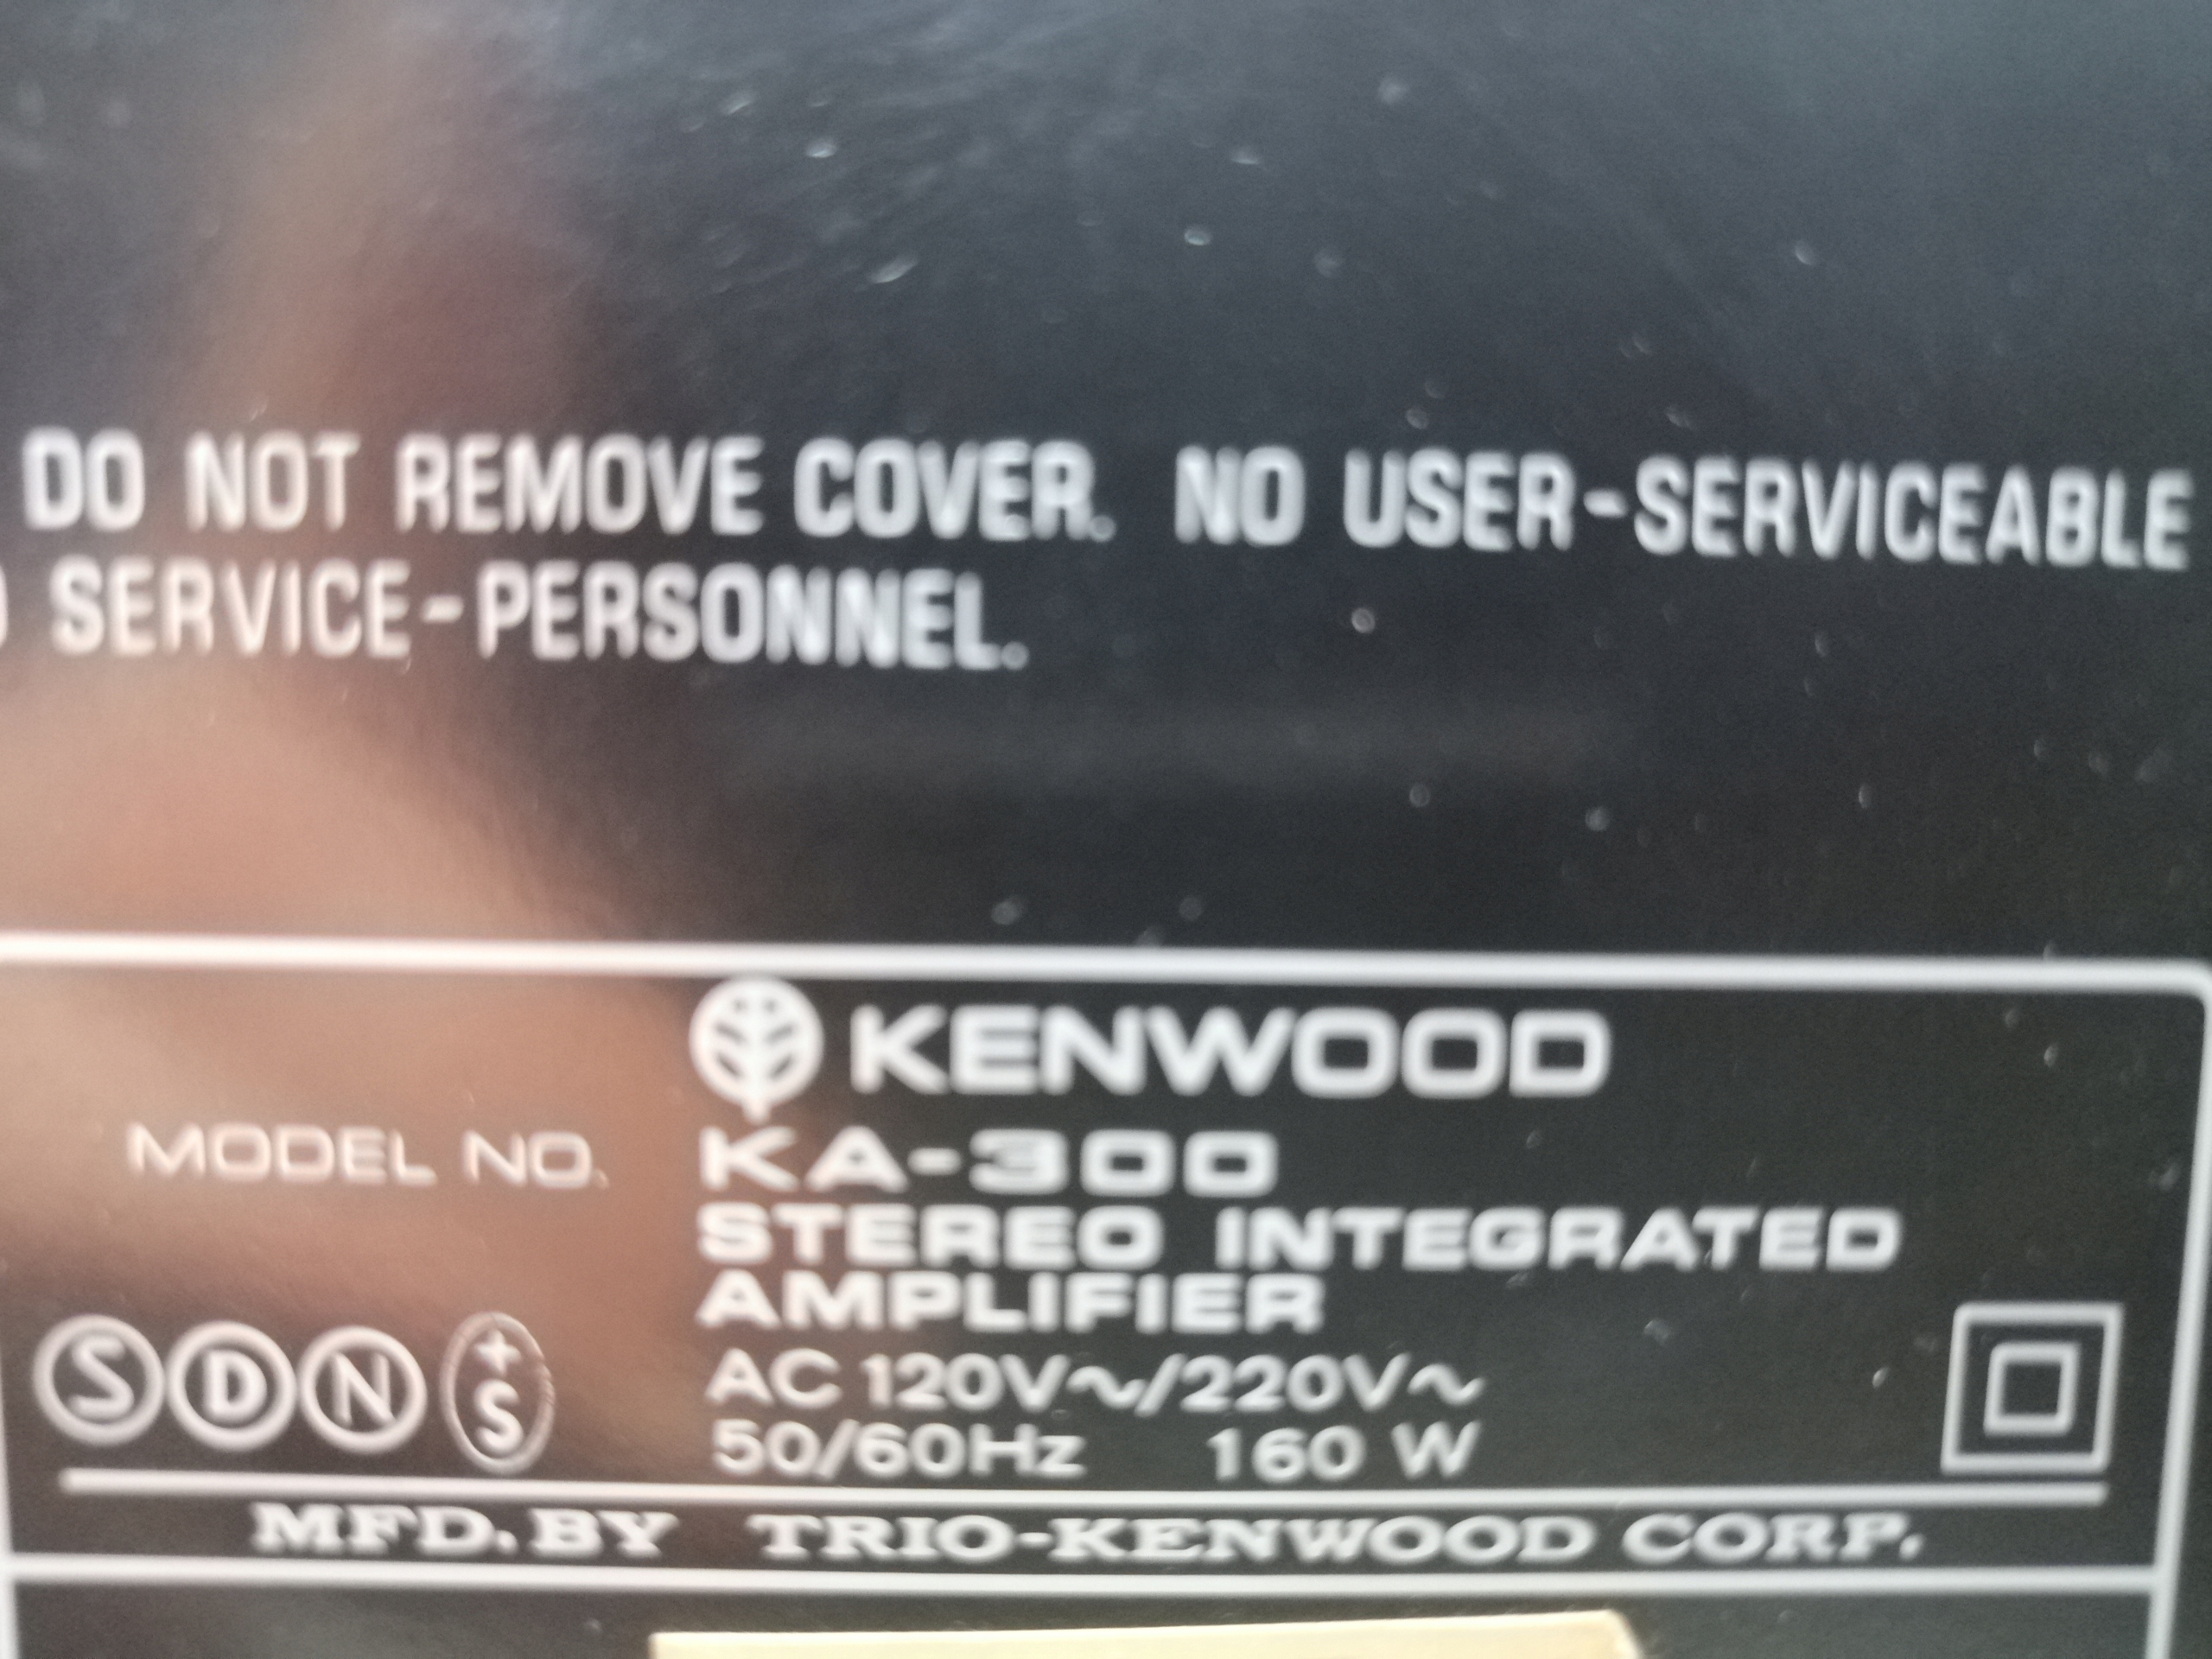 DO NOT REMOVE COVER. NO USER-SERVICEABLE
SERVICE-PERSONNEL.
KENWOOD
MODEL NO. KA-300
STEREO INTEGRATED
AMPLIFIER
S D N +S
AC 120V~/220V~
50/60Hz 160 W
MFD. BY TRIO-KENWOOD CORP.